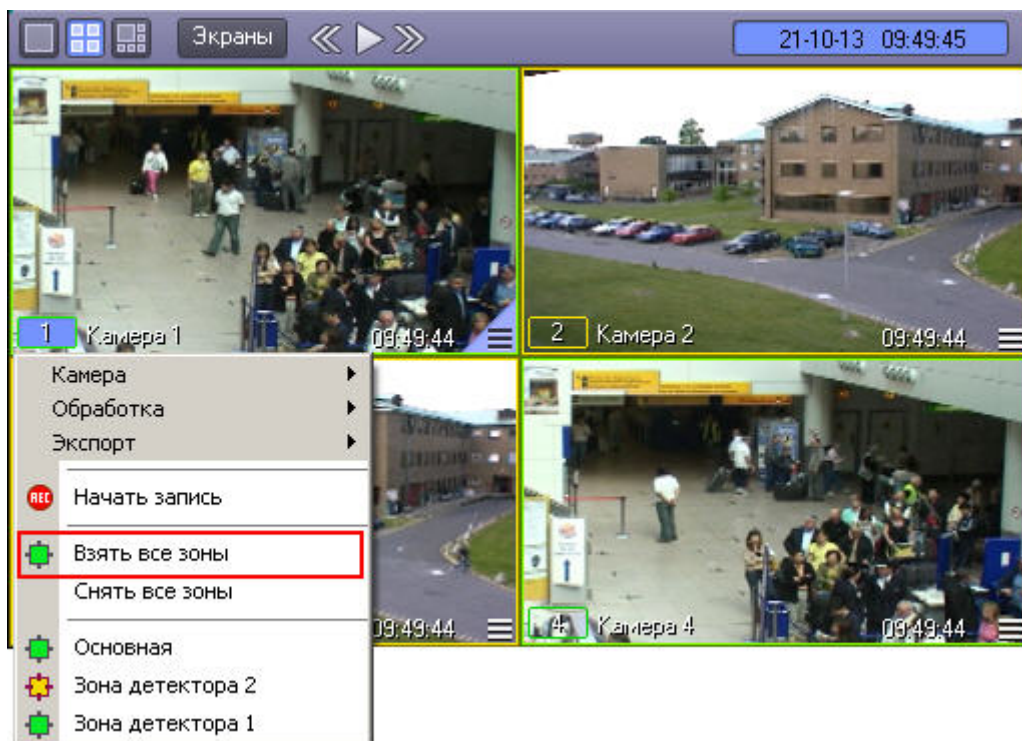 Экраны
21-10-13 09:49:45
1 Камера 1 09:49:44
2 Камера 2 09:49:44
Камера
Обработка
Экспорт
REC Начать запись
Взять все зоны
Снять все зоны
09:49:44
4 Камера 4 09:49:44
Основная
Зона детектора 2
Зона детектора 1